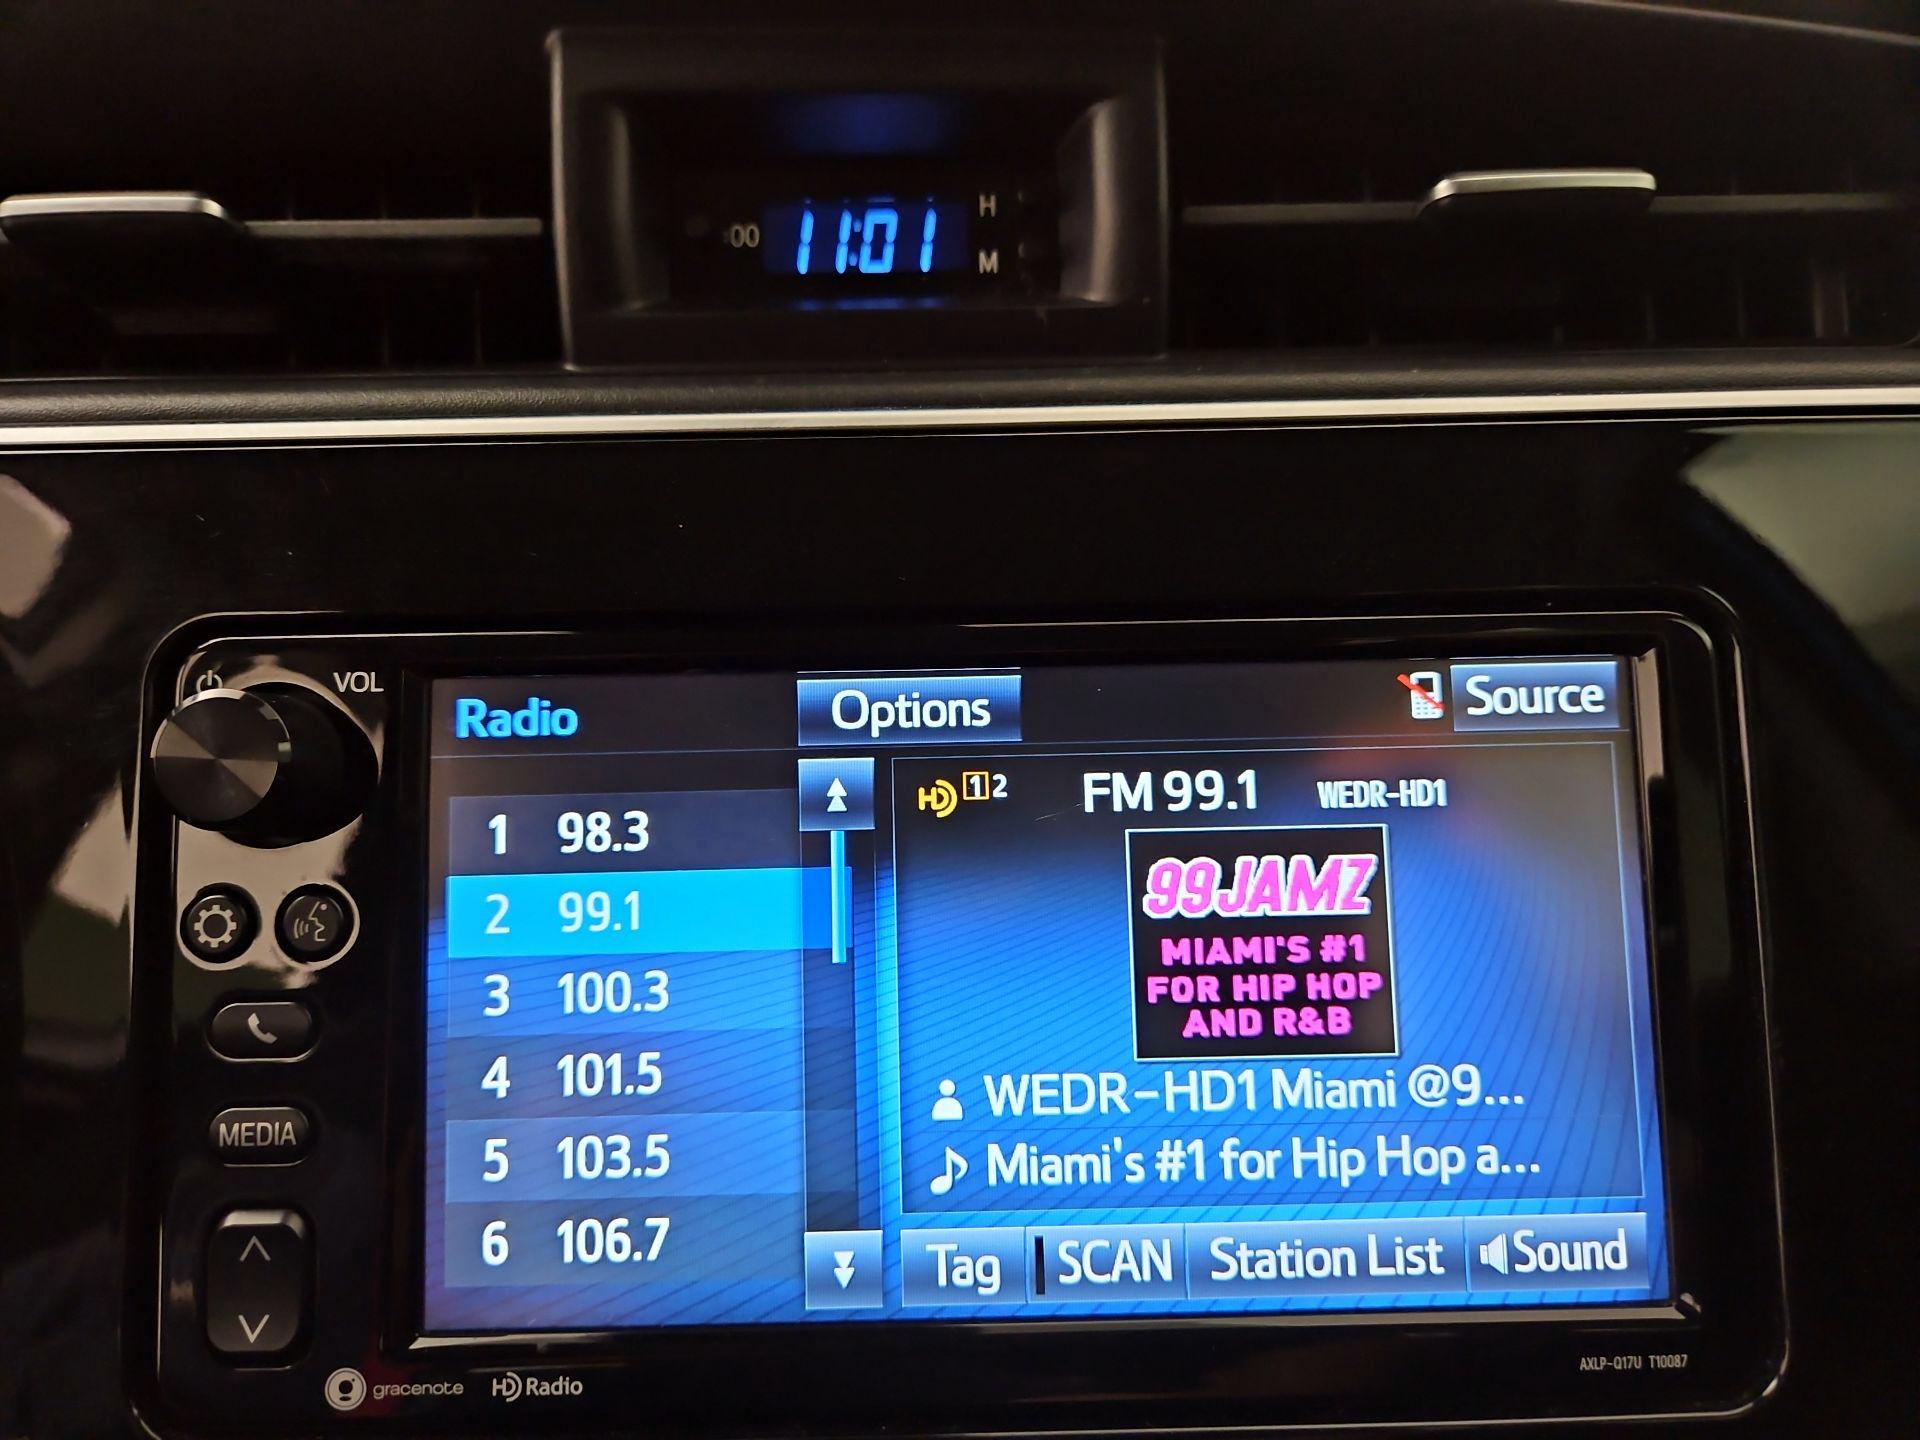 :00 11:01 H
M
VOL
Radio Options Source
1 98.3
2 99.1
3 100.3
4 101.5
5 103.5
6 106.7
HD 1 2 FM 99.1 WEDR-HD1
99JAMZ
MIAMI'S #1
FOR HIP HOP
AND R&B
WEDR-HD1 Miami @9...
Miami's #1 for Hip Hop a...
Tag SCAN Station List Sound
MEDIA
gracenote HD Radio
AXLP-Q17U T10087